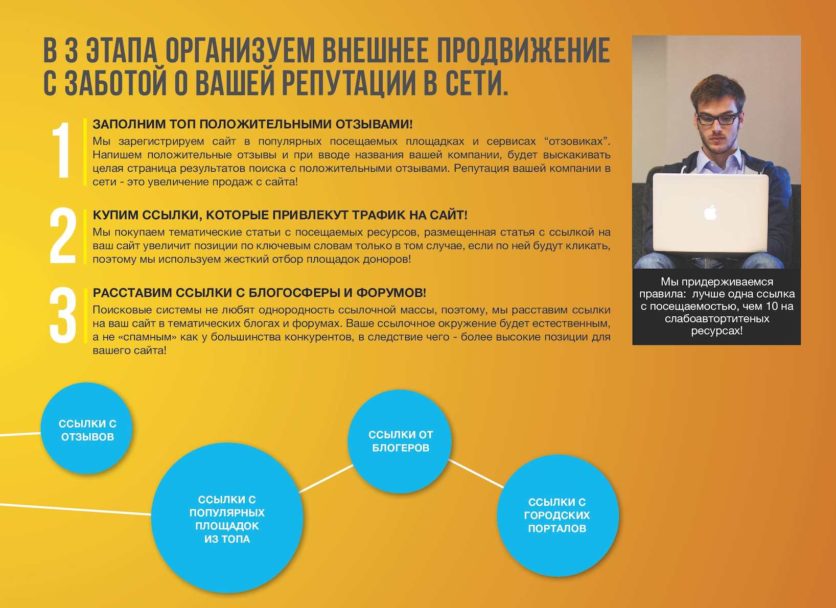 В 3 ЭТАПА ОРГАНИЗУЕМ ВНЕШНЕЕ ПРОДВИЖЕНИЕ
С ЗАБОТОЙ О ВАШЕЙ РЕПУТАЦИИ В СЕТИ.
1
ЗАПОЛНИМ ТОП ПОЛОЖИТЕЛЬНЫМИ ОТЗЫВАМИ!
Мы зарегистрируем сайт в популярных посещаемых площадках и сервисах “отзовиках”.
Напишем положительные отзывы и при вводе названия вашей компании, будет выскакивать
целая страница результатов поиска с положительными отзывами. Репутация вашей компании в
сети - это увеличение продаж с сайта!
2
КУПИМ ССЫЛКИ, КОТОРЫЕ ПРИВЛЕКУТ ТРАФИК НА САЙТ!
Мы покупаем тематические статьи с посещаемых ресурсов, размещенная статья с ссылкой на
ваш сайт увеличит позиции по ключевым словам только в том случае, если по ней будут кликать,
поэтому мы используем жесткий отбор площадок доноров!
3
РАССТАВИМ ССЫЛКИ С БЛОГОСФЕРЫ И ФОРУМОВ!
Поисковые системы не любят однородность ссылочной массы, поэтому, мы расставим ссылки
на ваш сайт в тематических блогах и форумах. Ваше ссылочное окружение будет естественным,
а не «спамным» как у большинства конкурентов, в следствие чего - более высокие позиции для
вашего сайта!
Мы придерживаемся
правила: лучше одна ссылка
с посещаемостью, чем 10 на
слабоавтортитеных
ресурсах!
ССЫЛКИ С
ОТЗЫВОВ
ССЫЛКИ С
ПОПУЛЯРНЫХ
ПЛОЩАДОК
ИЗ ТОПА
ССЫЛКИ ОТ
БЛОГЕРОВ
ССЫЛКИ С
ГОРОДСКИХ
ПОРТАЛОВ